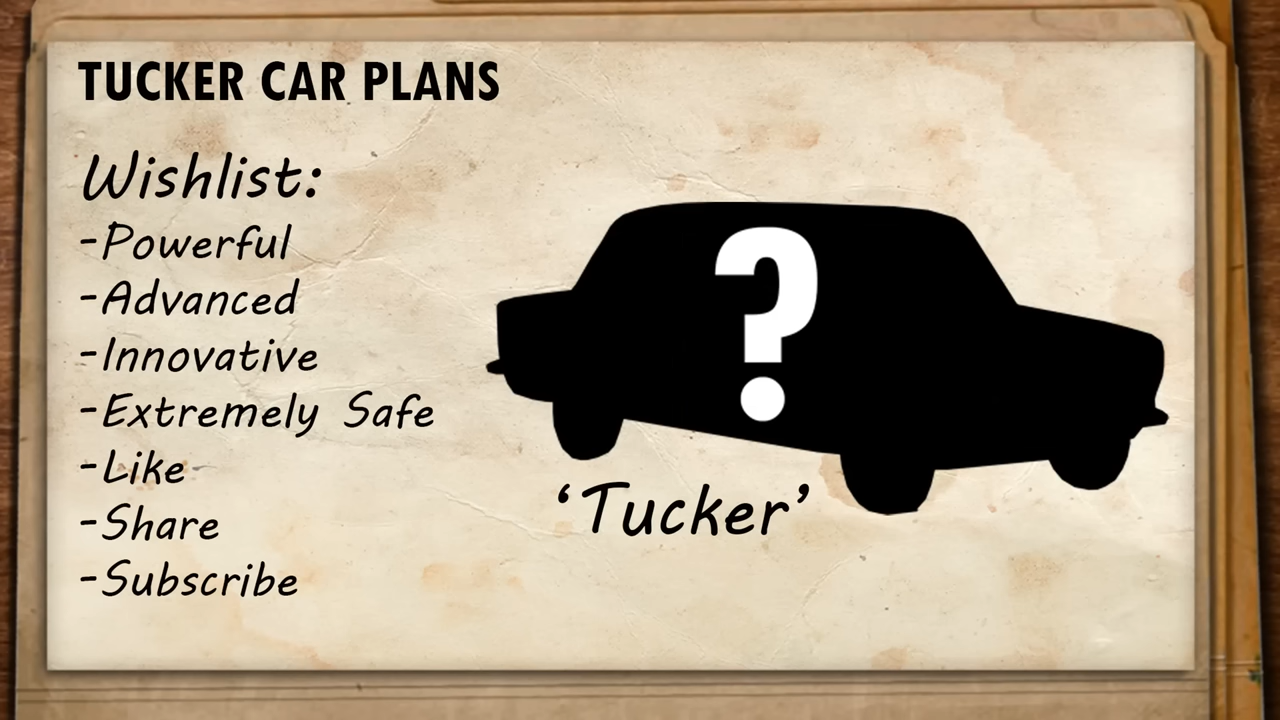 TUCKER CAR PLANS
Wishlist:
-Powerful
-Advanced
-Innovative
-Extremely Safe
-Like
-Share
-Subscribe
?
‘Tucker’